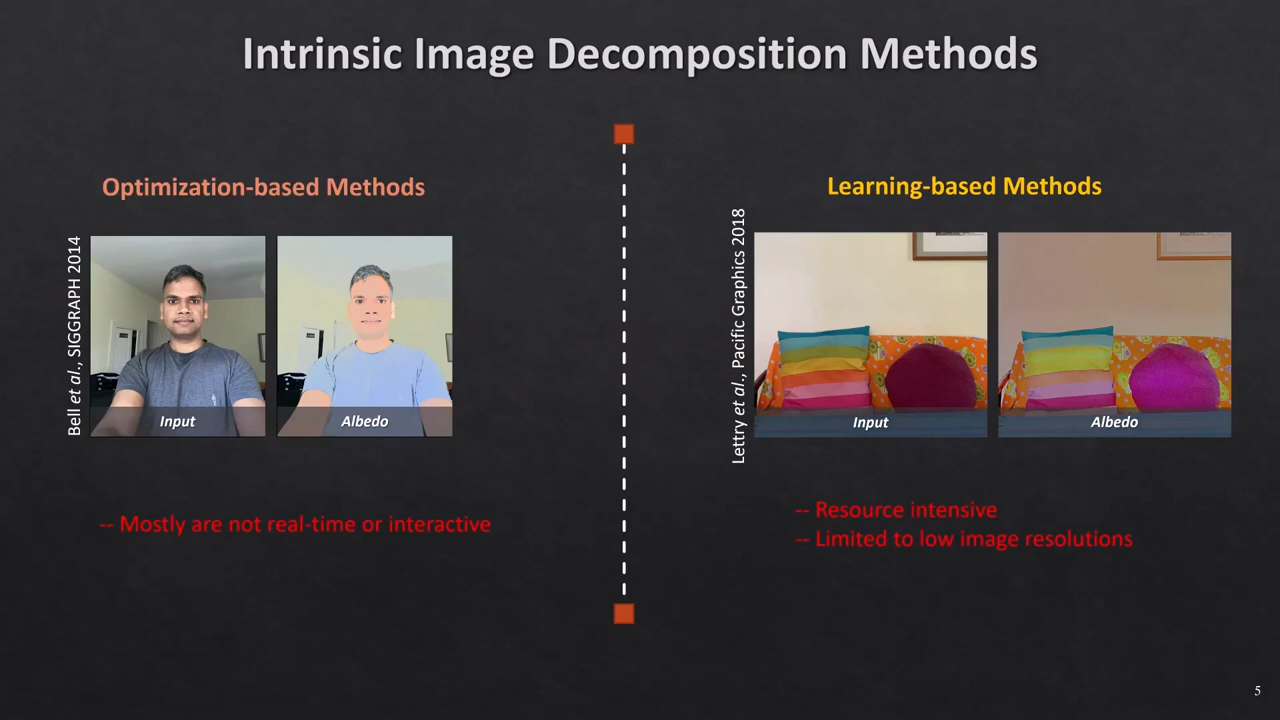 Intrinsic Image Decomposition Methods
Optimization-based Methods
Bell et al., SIGGRAPH 2014
Input
Albedo
-- Mostly are not real-time or interactive
Learning-based Methods
Lettry et al., Pacific Graphics 2018
Input
Albedo
-- Resource intensive
-- Limited to low image resolutions
5